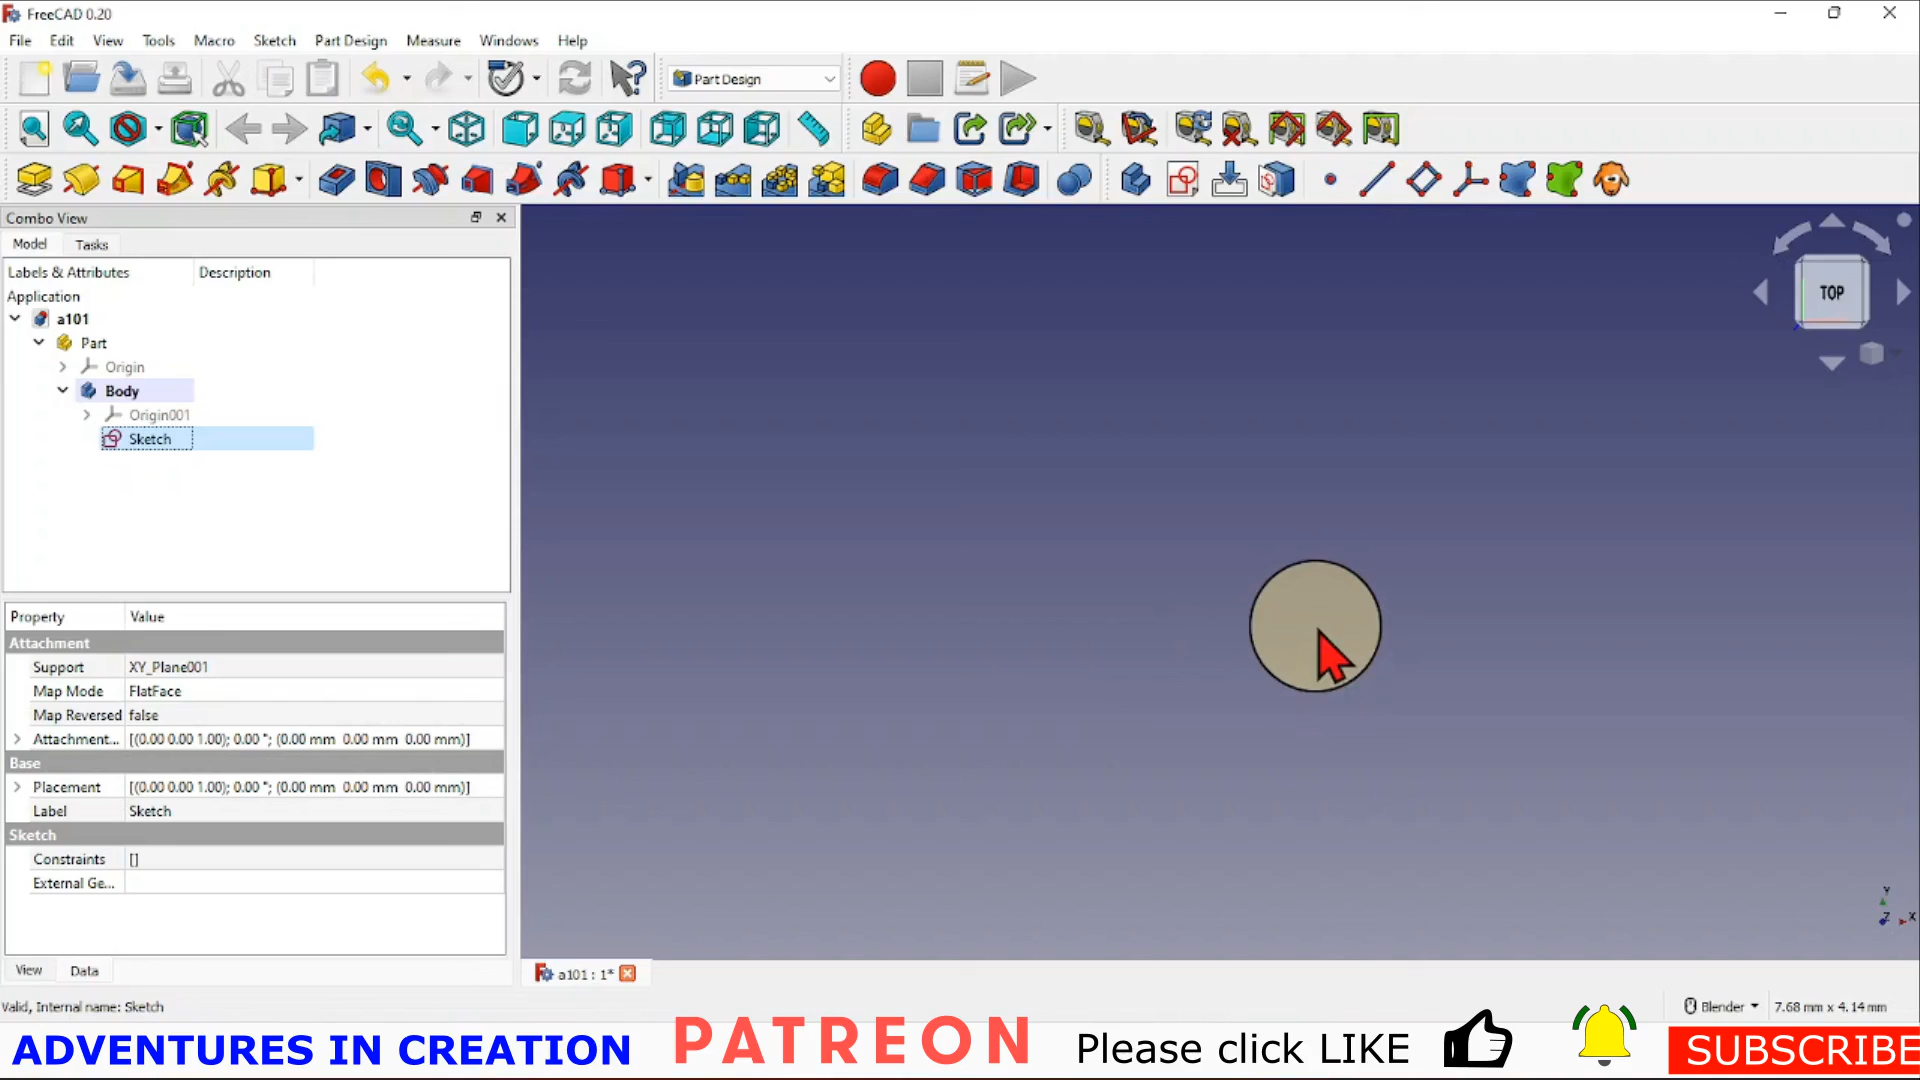 FreeCAD 0.20
File Edit View Tools Macro Sketch Part Design Measure Windows Help
Part Design
Combo View
Model Tasks
Labels & Attributes Description
Application
a101
Part
Origin
Body
Origin001
Sketch
TOP
Property Value
Attachment
Support XY_Plane001
Map Mode FlatFace
Map Reversed false
Attachment... [(0.00 0.00 1.00); 0.00 °; (0.00 mm 0.00 mm 0.00 mm)]
Base
Placement [(0.00 0.00 1.00); 0.00 °; (0.00 mm 0.00 mm 0.00 mm)]
Label Sketch
Sketch
Constraints []
External Ge...
Y
Z X
View Data
a101 : 1*
Valid, Internal name: Sketch
Blender 7.68 mm x 4.14 mm
ADVENTURES IN CREATION PATREON Please click LIKE SUBSCRIBE